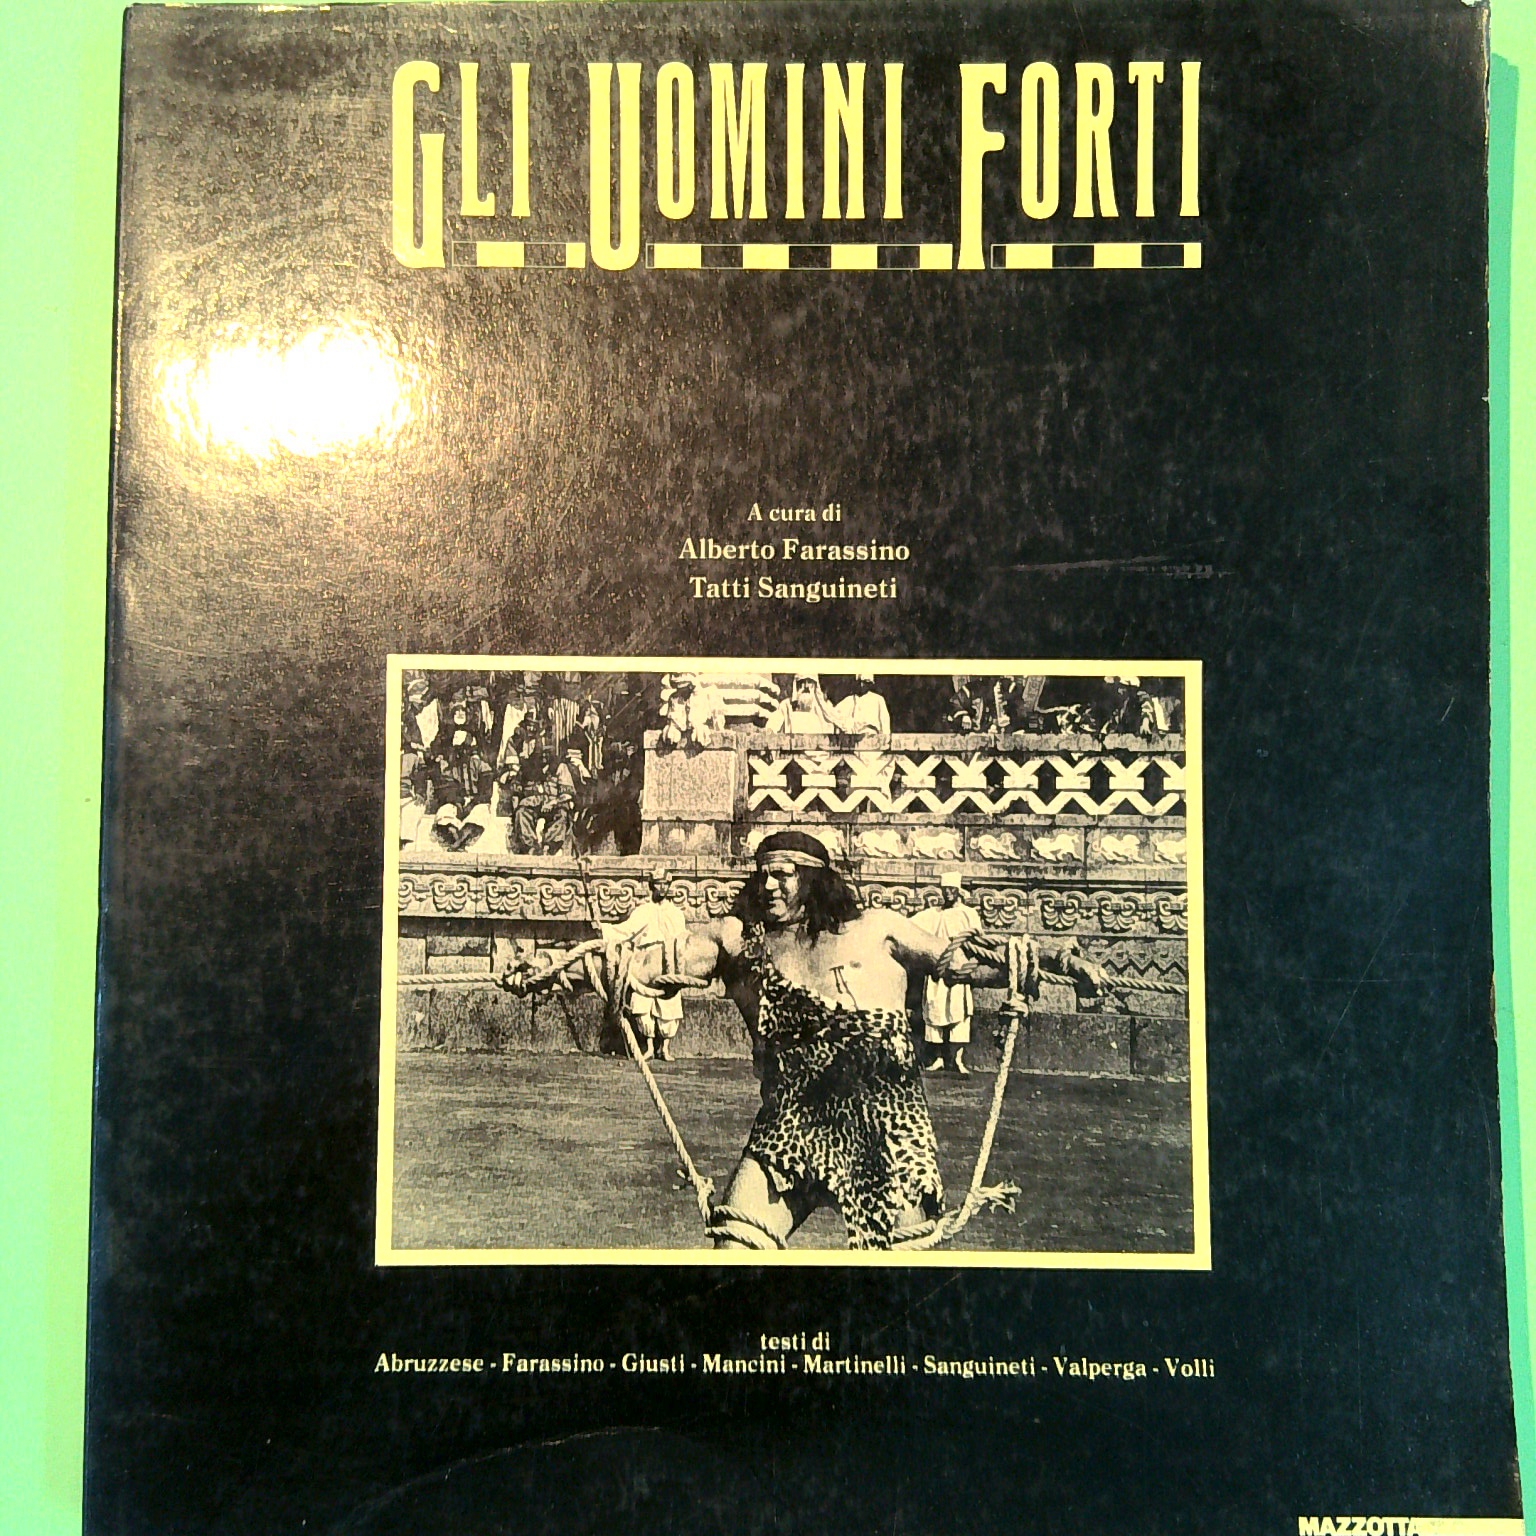 GLI UOMINI FORTI
A cura di
Alberto Farassino
Tatti Sanguineti
testi di
Abruzzese - Farassino - Giusti - Mancini - Martinelli - Sanguineti - Valperga - Volli
MAZZOTTA